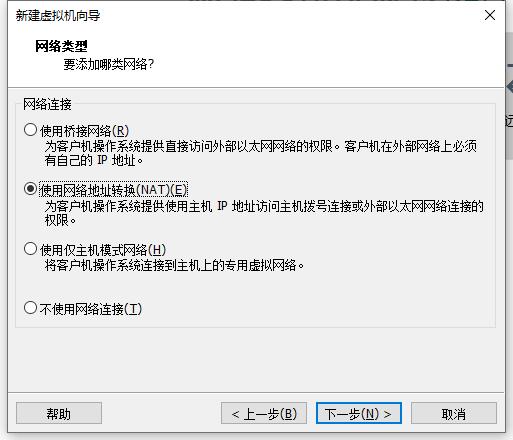 新建虚拟机向导
网络类型
要添加哪类网络?
网络连接
使用桥接网络(R)
为客户机操作系统提供直接访问外部以太网网络的权限。客户机在外部网络上必须
有自己的 IP 地址。
使用网络地址转换(NAT)(E)
为客户机操作系统提供使用主机 IP 地址访问主机拨号连接或外部以太网网络连接的
权限。
使用仅主机模式网络(H)
将客户机操作系统连接到主机上的专用虚拟网络。
不使用网络连接(T)
帮助
< 上一步(B)
下一步(N) >
取消